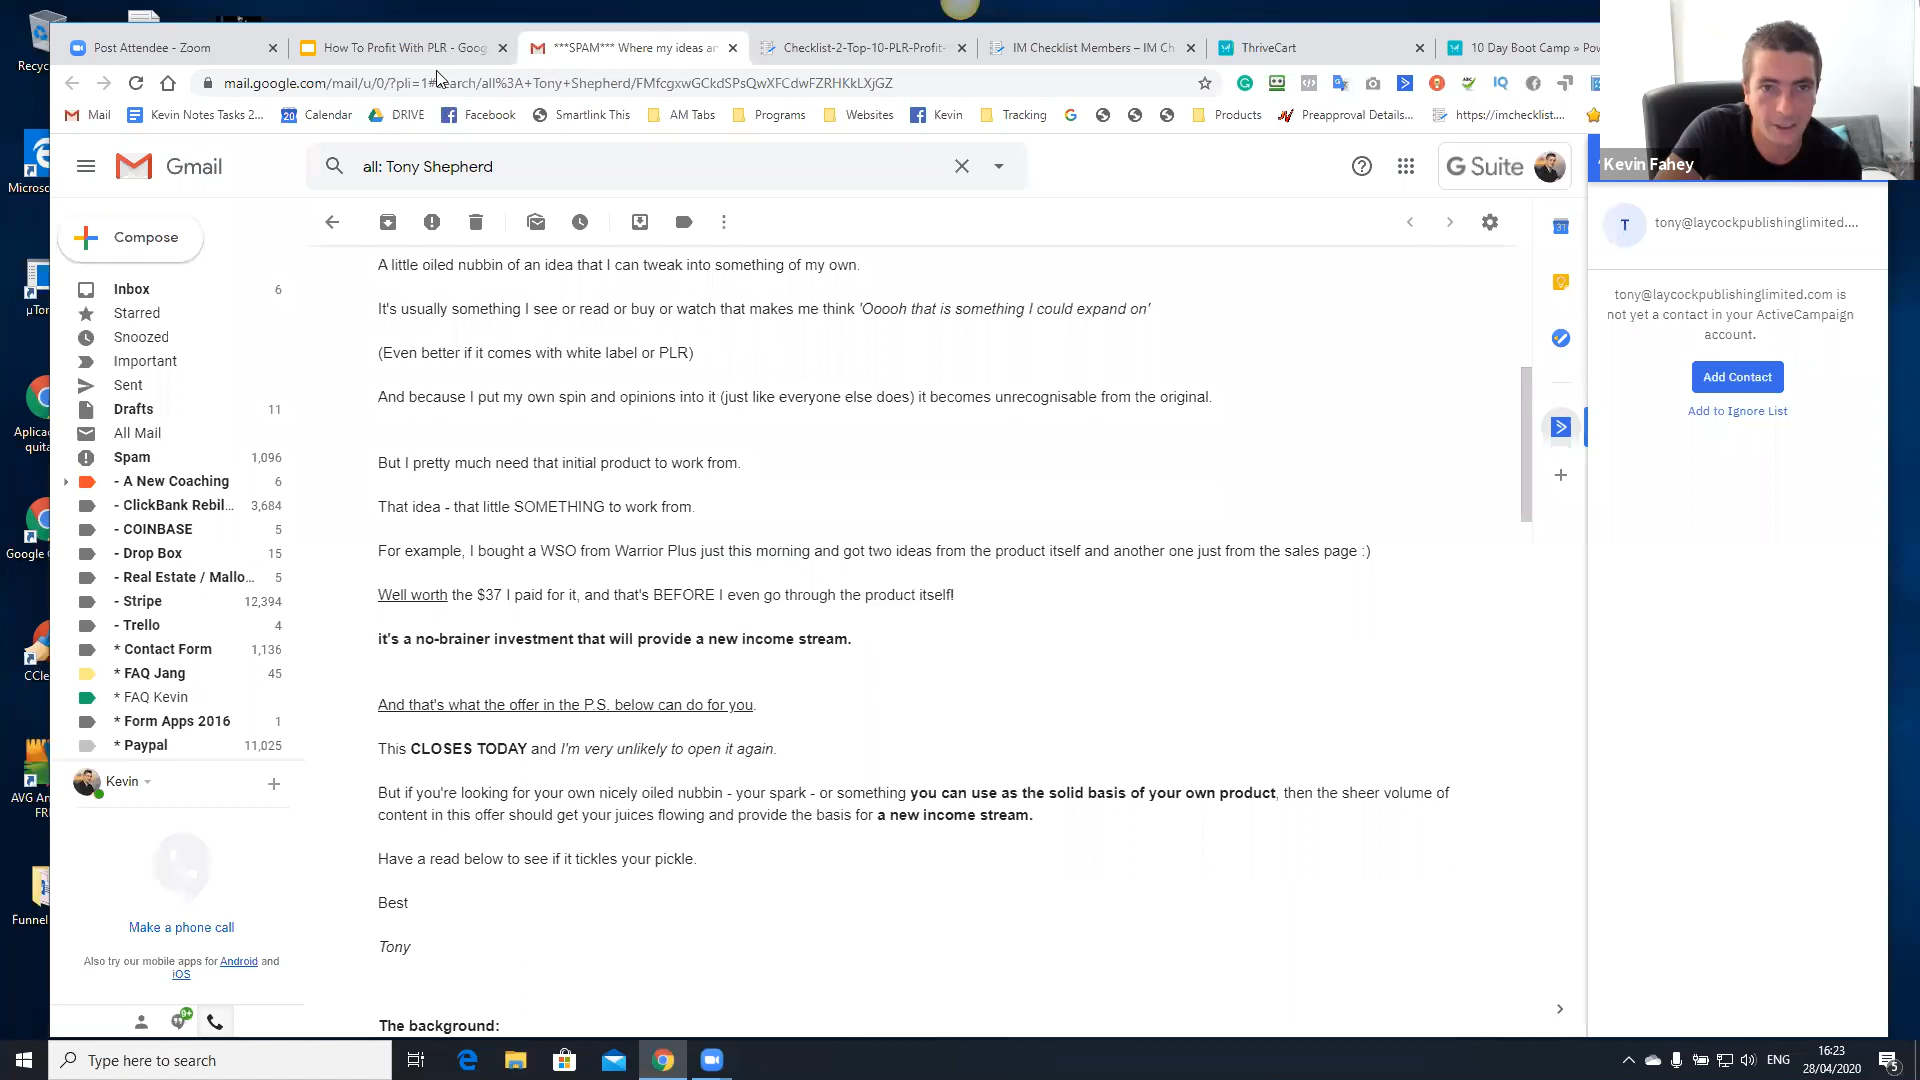 Post Attendee - Zoom
How To Profit With PLR - Goog
***SPAM*** Where my ideas ar
Checklist-2-Top-10-PLR-Profit-
IM Checklist Members – IM Ch
ThriveCart
10 Day Boot Camp » Pow
mail.google.com/mail/u/0/?pli=1#search/all%3A+Tony+Shepherd/FMfcgxwGCkdSPsQwXFCdwFZRHKkLXjGZ
Mail
Kevin Notes Tasks 2...
Calendar
DRIVE
Facebook
Smartlink This
AM Tabs
Programs
Websites
Kevin
Tracking
Products
Preapproval Details...
https://imchecklist....
Kevin Fahey
Gmail
all: Tony Shepherd
G Suite
Compose
Inbox 6
Starred
Snoozed
Important
Sent
Drafts 11
All Mail
Spam 1,096
- A New Coaching 6
- ClickBank Rebil... 3,684
- COINBASE 5
- Drop Box 15
- Real Estate / Mallo... 5
- Stripe 12,394
- Trello 4
* Contact Form 1,136
* FAQ Jang 45
* FAQ Kevin
* Form Apps 2016 1
* Paypal 11,025
Kevin
Make a phone call
Also try our mobile apps for Android and
iOS
A little oiled nubbin of an idea that I can tweak into something of my own.
It's usually something I see or read or buy or watch that makes me think 'Ooooh that is something I could expand on'
(Even better if it comes with white label or PLR)
And because I put my own spin and opinions into it (just like everyone else does) it becomes unrecognisable from the original.
But I pretty much need that initial product to work from.
That idea - that little SOMETHING to work from.
For example, I bought a WSO from Warrior Plus just this morning and got two ideas from the product itself and another one just from the sales page :)
Well worth the $37 I paid for it, and that's BEFORE I even go through the product itself!
it's a no-brainer investment that will provide a new income stream.
And that's what the offer in the P.S. below can do for you.
This CLOSES TODAY and I'm very unlikely to open it again.
But if you're looking for your own nicely oiled nubbin - your spark - or something you can use as the solid basis of your own product, then the sheer volume of
content in this offer should get your juices flowing and provide the basis for a new income stream.
Have a read below to see if it tickles your pickle.
Best
Tony
The background:
T
tony@laycockpublishinglimited....
tony@laycockpublishinglimited.com is
not yet a contact in your ActiveCampaign
account.
Add Contact
Add to Ignore List
Recyc
Microsc
µTor
Aplicac
quita
Google C
CCle
AVG An
FR
Funnel
Type here to search
ENG
16:23
28/04/2020
5